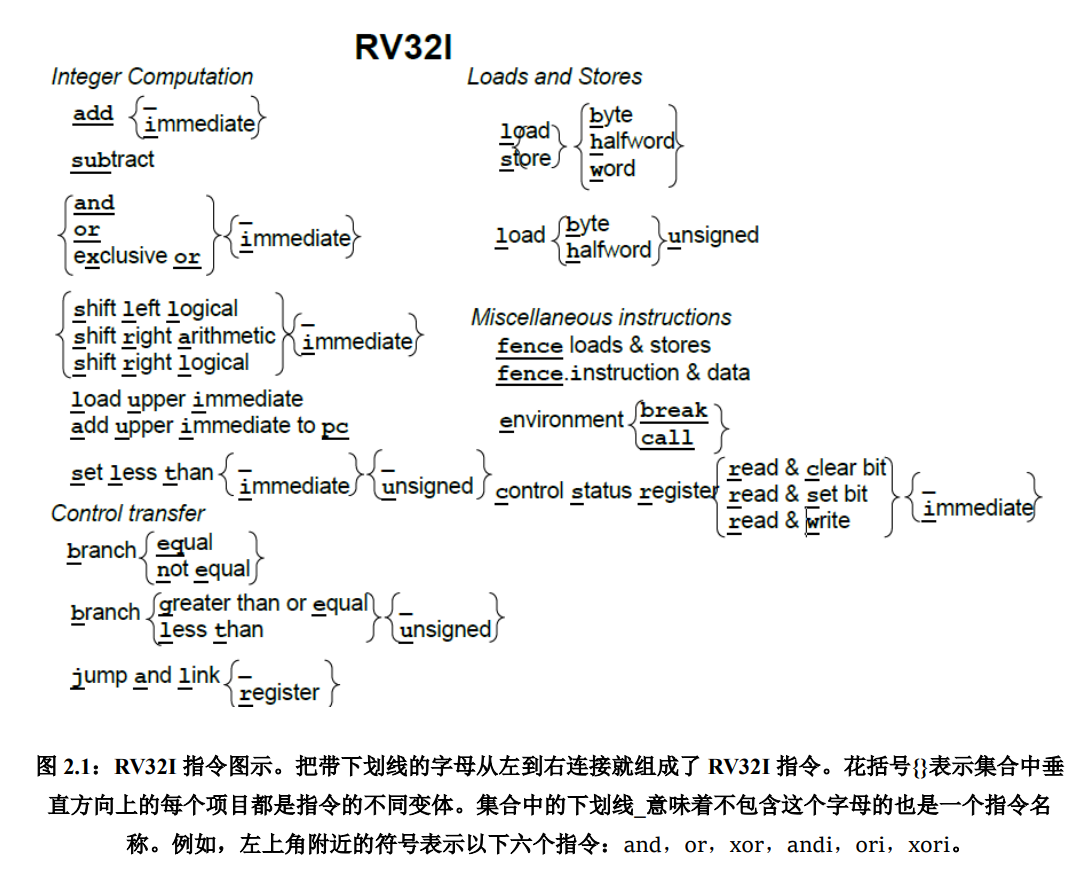 RV32I
Integer Computation
add { _
immediate }
subtract
{ and
or
exclusive or } { _
immediate }
{ shift left logical
shift right arithmetic
shift right logical } { _
immediate }
load upper immediate
add upper immediate to pc
set less than { _
immediate } { _
unsigned }
Control transfer
branch { equal
not equal }
branch { greater than or equal
less than } { _
unsigned }
jump and link { _
register }
Loads and Stores
{ load
store } { byte
halfword
word }
load { byte
halfword } unsigned
Miscellaneous instructions
fence loads & stores
fence.instruction & data
environment { break
call }
control status register { read & clear bit
read & set bit
read & write } { _
immediate }
图 2.1：RV32I 指令图示。把带下划线的字母从左到右连接就组成了 RV32I 指令。花括号{}表示集合中垂
直方向上的每个项目都是指令的不同变体。集合中的下划线_意味着不包含这个字母的也是一个指令名
称。例如，左上角附近的符号表示以下六个指令：and，or，xor，andi，ori，xori。